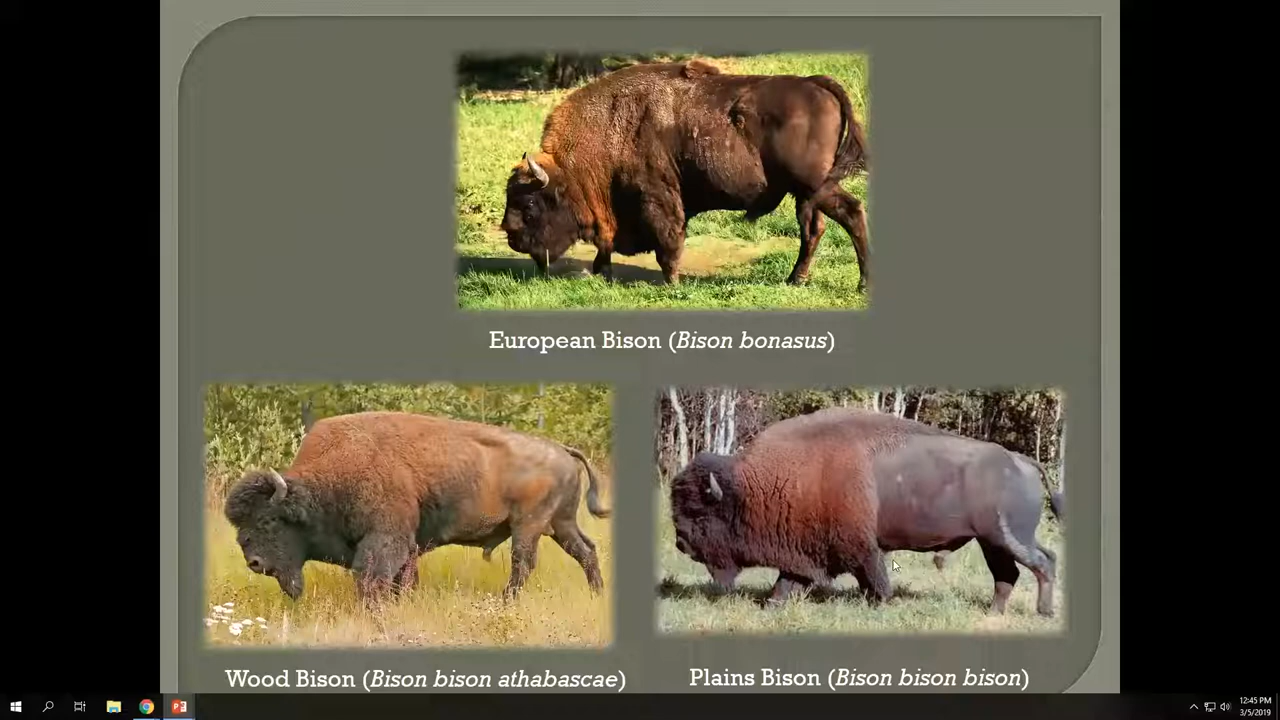 European Bison (Bison bonasus)
Wood Bison (Bison bison athabascae)
Plains Bison (Bison bison bison)
12:45 PM
3/5/2019